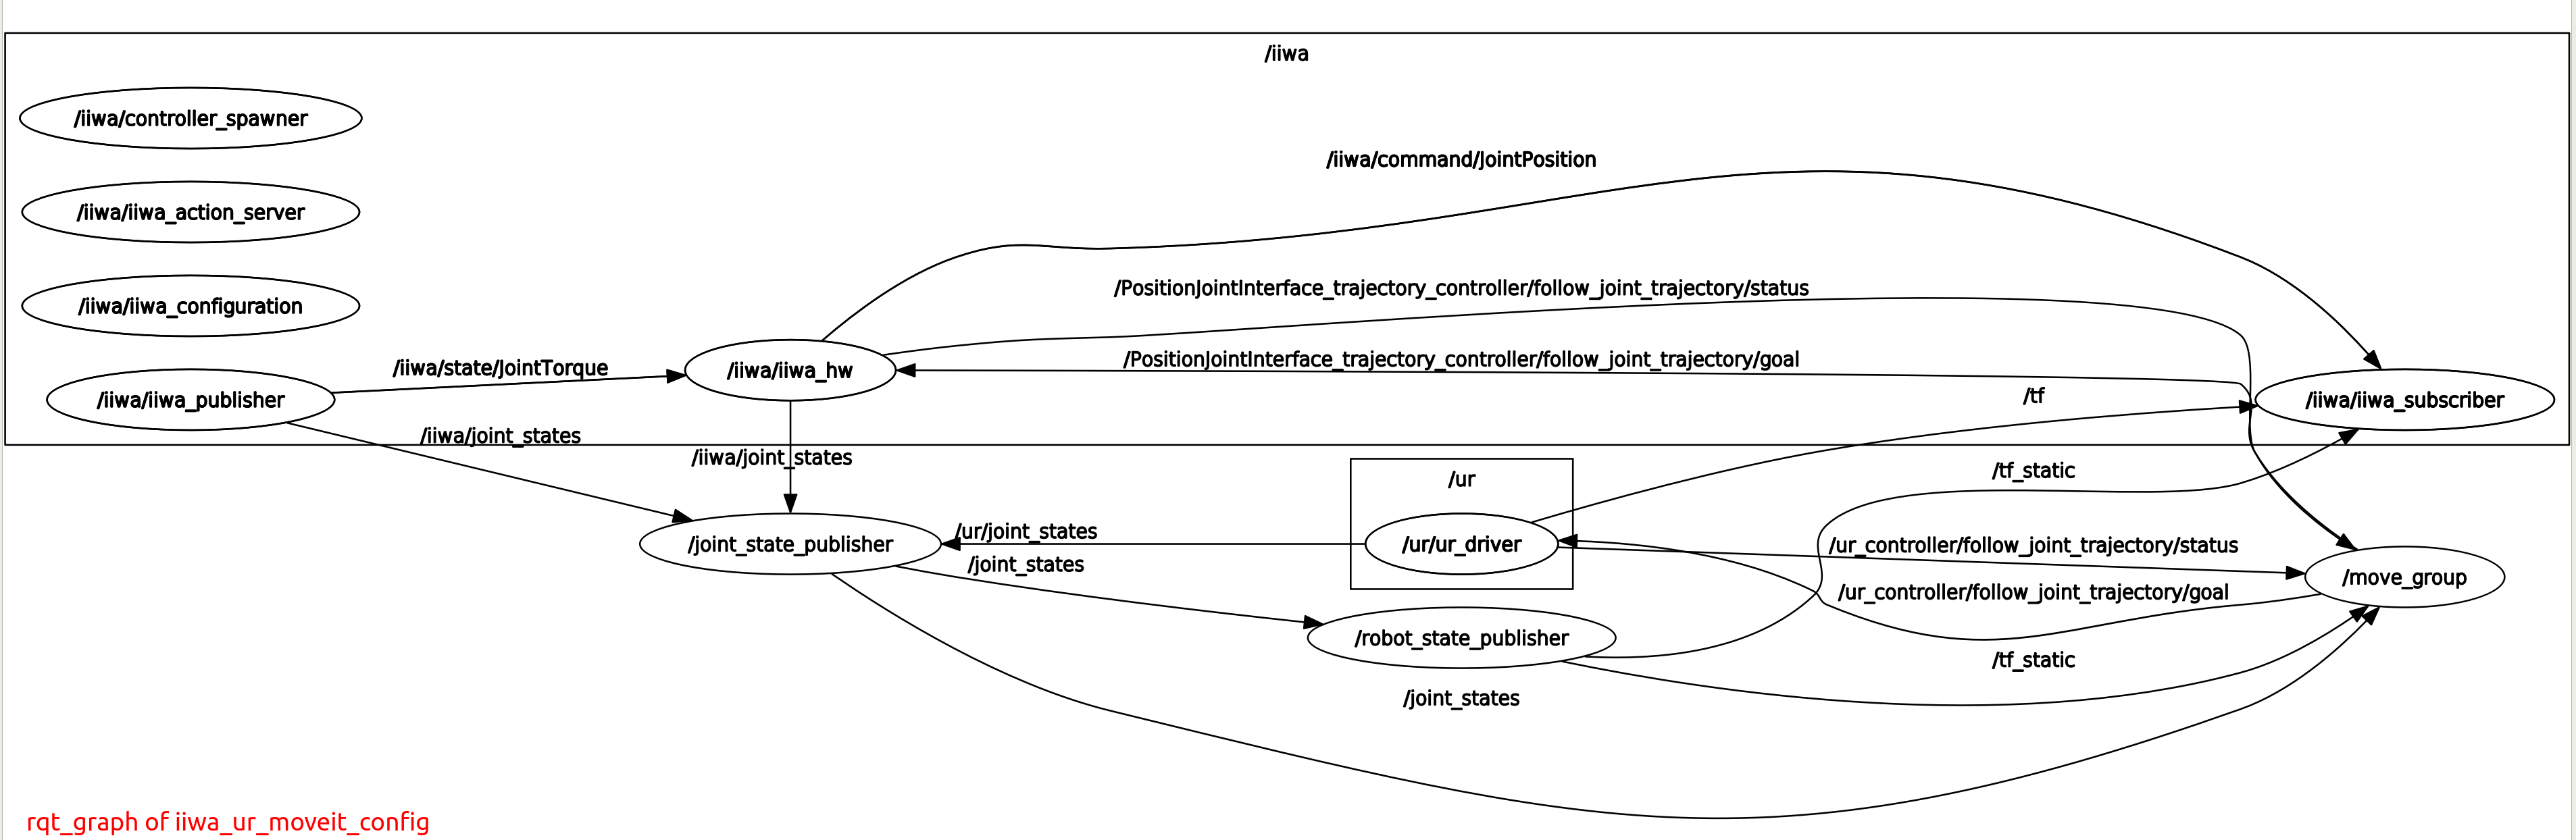 /iiwa
/iiwa/controller_spawner
/iiwa/command/JointPosition
/iiwa/iiwa_action_server
/PositionJointInterface_trajectory_controller/follow_joint_trajectory/status
/iiwa/iiwa_configuration
/PositionJointInterface_trajectory_controller/follow_joint_trajectory/goal
/iiwa/state/JointTorque
/iiwa/iiwa_hw
/tf
/iiwa/iiwa_publisher
/iiwa/iiwa_subscriber
/iiwa/joint_states
/iiwa/joint_states
/tf_static
/ur
/ur/joint_states
/joint_state_publisher
/ur/ur_driver
/ur_controller/follow_joint_trajectory/status
/joint_states
/move_group
/ur_controller/follow_joint_trajectory/goal
/robot_state_publisher
/tf_static
/joint_states
rqt_graph of iiwa_ur_moveit_config